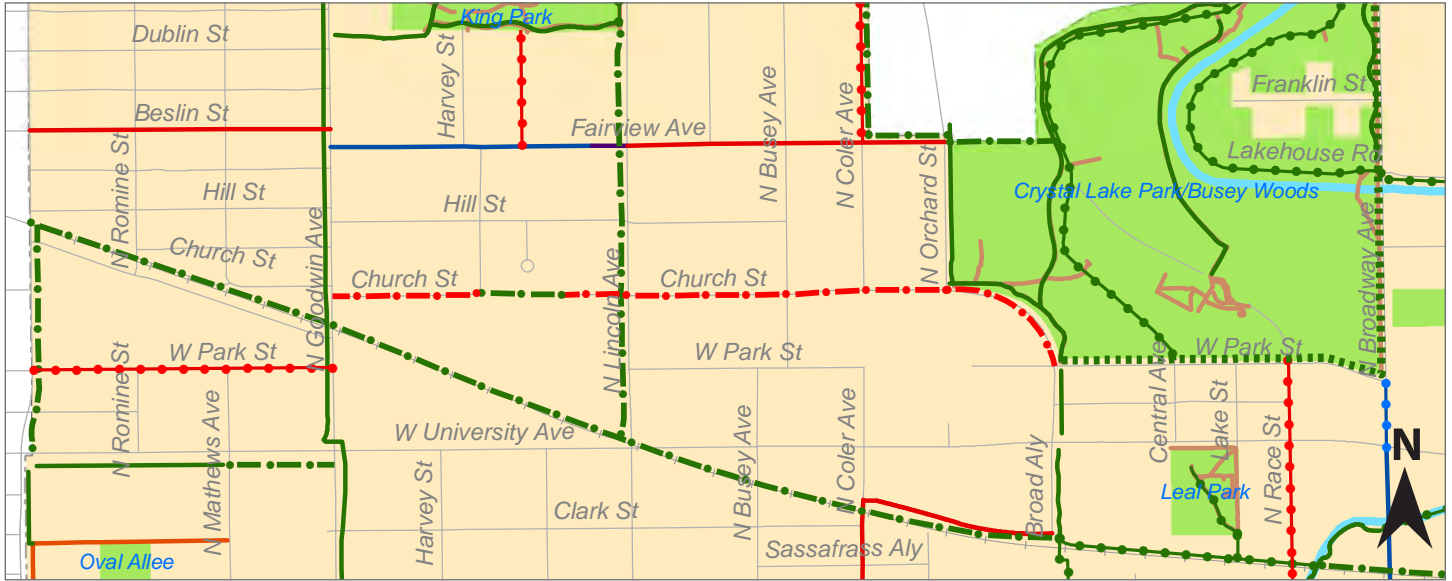 King Park
Dublin St
Harvey St
N Busey Ave
N Coler Ave
Franklin St
Beslin St
Fairview Ave
Lakehouse Rd
N Romine St
Hill St
Hill St
N Orchard St
Crystal Lake Park/Busey Woods
Church St
N Goodwin Ave
Church St
N Lincoln Ave
Church St
N Broadway Ave
W Park St
W Park St
W Park St
N Romine St
N Mathews Ave
W University Ave
N Busey Ave
N Coler Ave
Central Ave
Lake St
N Race St
N
Harvey St
Clark St
Broad Aly
Leal Park
Sassafrass Aly
Oval Allee